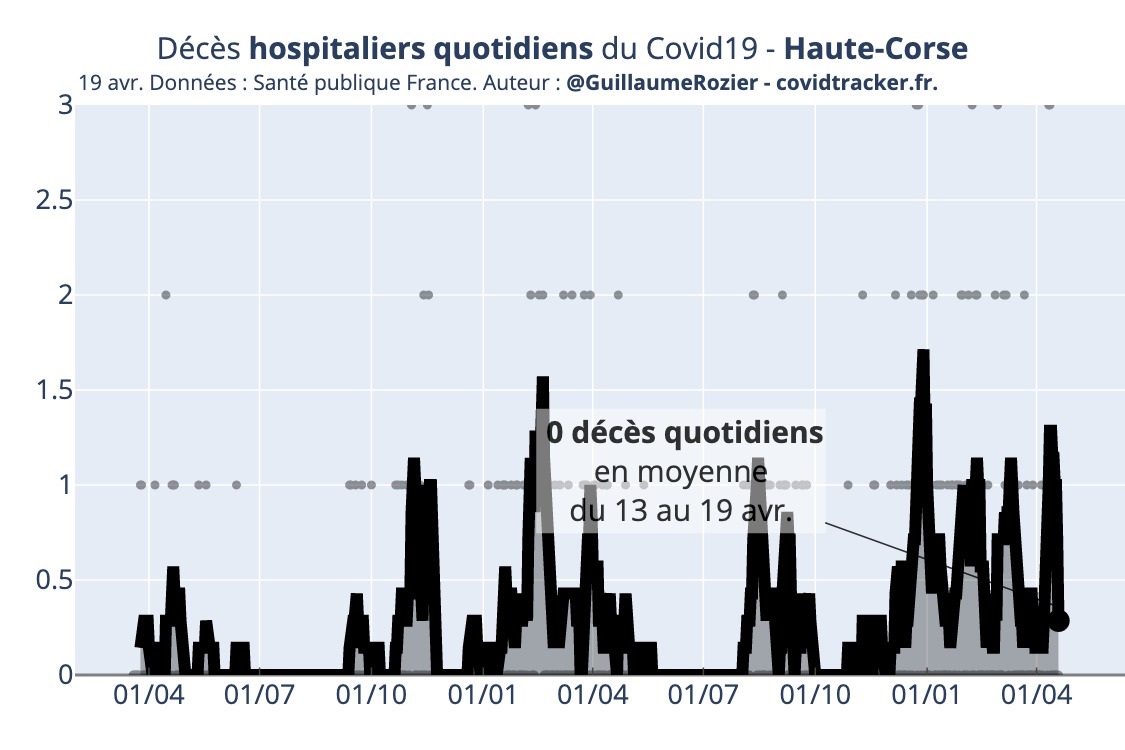 Décès hospitaliers quotidiens du Covid19 - Haute-Corse
19 avr. Données : Santé publique France. Auteur : @GuillaumeRozier - covidtracker.fr.
3
2.5
2
1.5
1
0.5
0
0 décès quotidiens
en moyenne
du 13 au 19 avr.
01/04 01/07 01/10 01/01 01/04 01/07 01/10 01/01 01/04